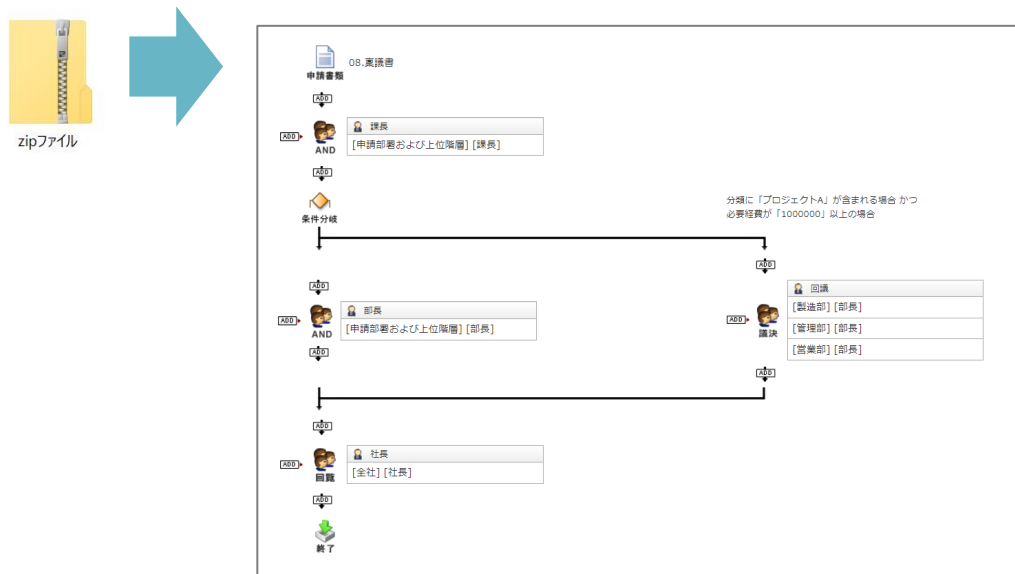 zipファイル
08.稟議書
申請書類
ADD
ADD
AND
課長
[申請部署および上位階層] [課長]
ADD
条件分岐
分類に「プロジェクトA」が含まれる場合 かつ
必要経費が「1000000」以上の場合
ADD
ADD
ADD
AND
部長
[申請部署および上位階層] [部長]
ADD
ADD
議決
回議
[製造部] [部長]
[管理部] [部長]
[営業部] [部長]
ADD
ADD
ADD
回覧
社長
[全社] [社長]
ADD
終了